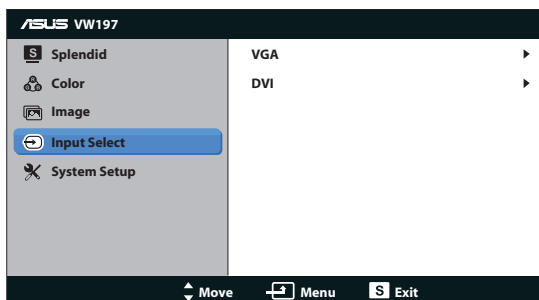 ASUS VW197
S Splendid
Color
Image
Input Select
System Setup
VGA
DVI
Move Menu S Exit